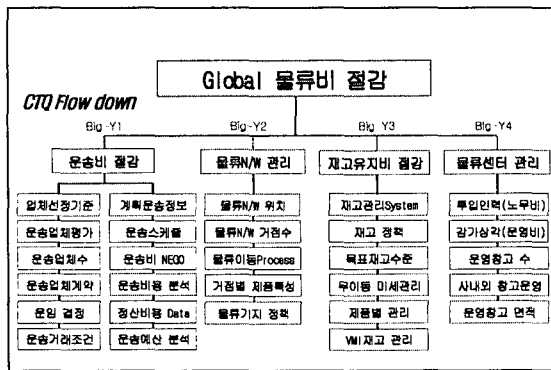 Global 물류비 절감
CTQ Flow down
Big-Y1
Big-Y2
Big-Y3
Big-Y4
운송비 절감
물류N/W 관리
재고유지비 절감
물류센터 관리
업체선정기준
운송업체평가
운송업체수
운송업체계약
운임 결정
운송거래조건
계획운송정보
운송스케쥴
운송비 NEGO
운송비용 분석
정산비용 Data
운송예산 분석
물류N/W 위치
물류N/W 거점수
물류이동Process
거점별 제품특성
물류기지 정책
재고관리System
재고 정책
목표재고수준
무이동 미세관리
제품별 관리
VMI재고 관리
투입인력(노무비)
감가상각(운영비)
운영창고 수
사내외 창고운영
운영창고 면적